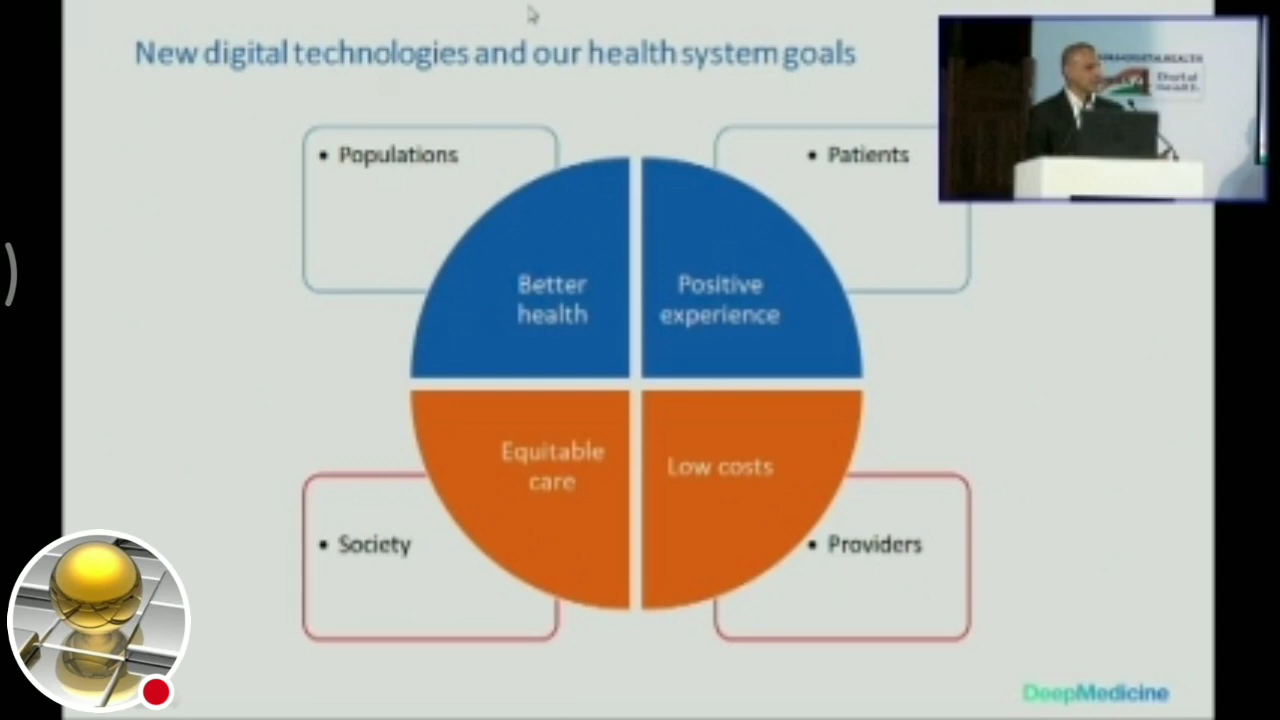 New digital technologies and our health system goals
• Populations
• Patients
Better
health
Positive
experience
Equitable
care
Low costs
• Society
• Providers
DeepMedicine